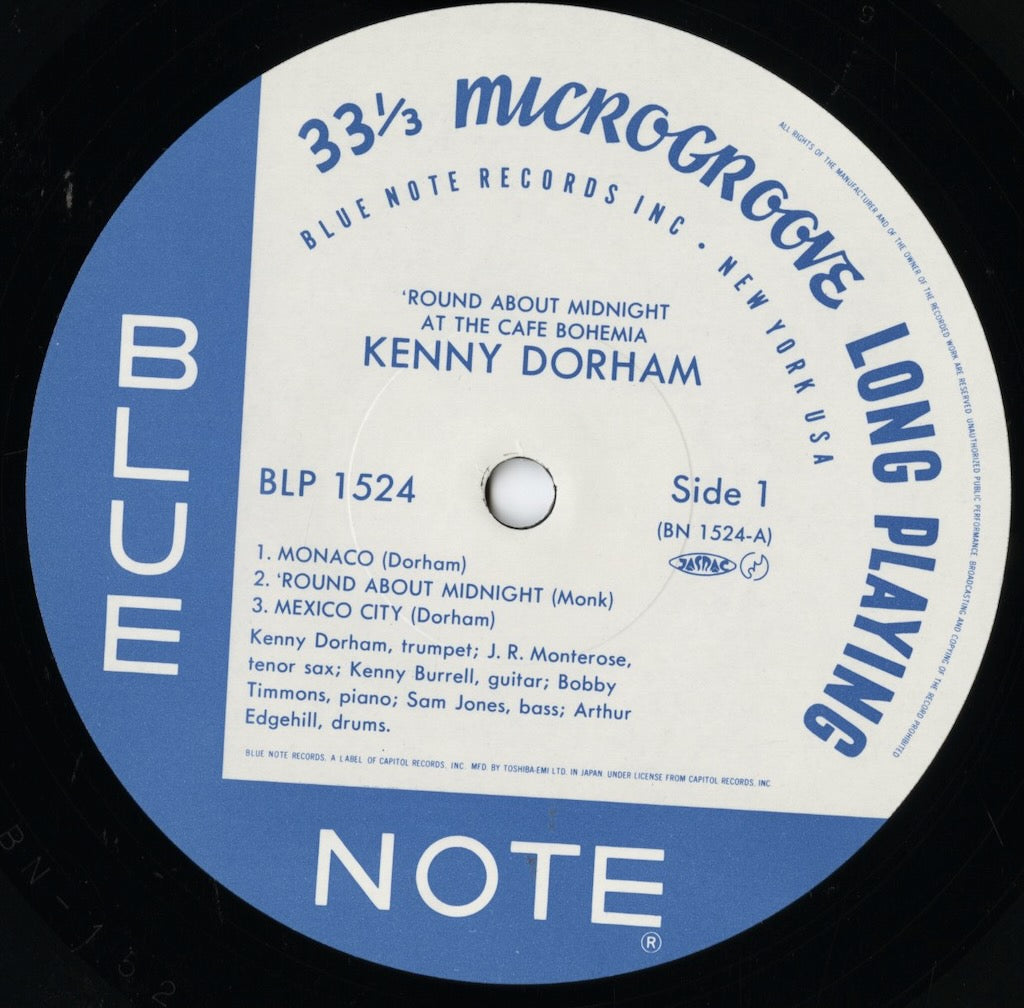 33⅓ MICROGROOVE LONG PLAYING
ALL RIGHTS OF THE MANUFACTURER AND OF THE OWNER OF THE RECORDED WORK ARE RESERVED UNAUTHORIZED PUBLIC PERFORMANCE BROADCASTING AND COPYING OF THE RECORD PROHIBITED
BLUE NOTE RECORDS INC · NEW YORK USA
'ROUND ABOUT MIDNIGHT
AT THE CAFE BOHEMIA
KENNY DORHAM
BLP 1524
Side 1
(BN 1524-A)
JASRAC
1. MONACO (Dorham)
2. 'ROUND ABOUT MIDNIGHT (Monk)
3. MEXICO CITY (Dorham)
Kenny Dorham, trumpet; J. R. Monterose,
tenor sax; Kenny Burrell, guitar; Bobby
Timmons, piano; Sam Jones, bass; Arthur
Edgehill, drums.
BLUE NOTE RECORDS, A LABEL OF CAPITOL RECORDS, INC. MFD. BY TOSHIBA-EMI LTD. IN JAPAN. UNDER LICENSE FROM CAPITOL RECORDS, INC.
BLUE
NOTE
®
BN-152